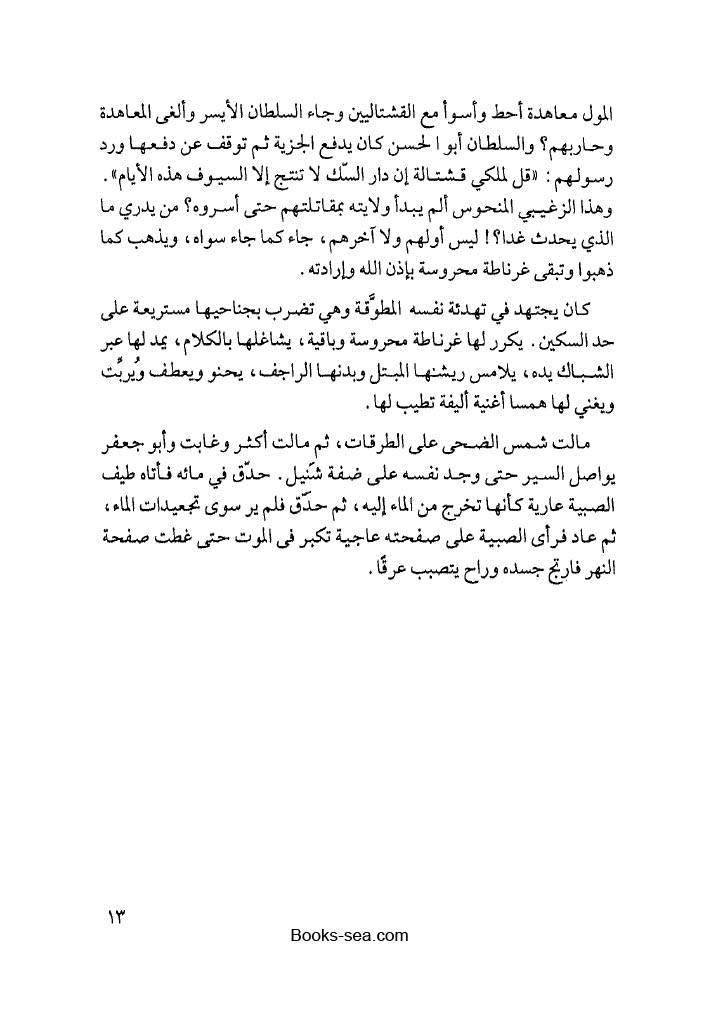 المول معاهدة أحط وأسوأ مع القشتاليين وجاء السلطان الأيسر وألغى المعاهدة
وحاربهم؟ والسلطان أبو الحسن كان يدفع الجزية ثم توقف عن دفعها ورد
رسولهم : «قل لملكي قشتالة إن دار السّك لا تنتج إلا السيوف هذه الأيام» .
وهذا الزغيبي المنحوس ألم يبدأ ولايته بمقاتلتهم حتى أسروه؟ من يدري ما
الذي يحدث غدا؟! ليس أولهم ولا آخرهم ، جاء كما جاء سواه ، ويذهب كما
ذهبوا وتبقى غرناطة محروسة بإذن الله وإرادته .
كان يجتهد في تهدئة نفسه المطوَّقة وهي تضرب بجناحيها مستريعة على
حد السكين . يكرر لها غرناطة محروسة وباقية ، يشاغلها بالكلام ، يمد لها عبر
الشباك يده ، يلامس ريشها المبتل وبدنها الراجف ، يحنو ويعطف ويُربِّت
ويغني لها همسا أغنية أليفة تطيب لها .
مالت شمس الضحى على الطرقات ، ثم مالت أكثر وغابت وأبو جعفر
يواصل السير حتى وجد نفسه على ضفة شَنيل . حدّق في مائه فأتاه طيف
الصبية عارية كأنها تخرج من الماء إليه ، ثم حدّق فلم ير سوى تجعيدات الماء ،
ثم عاد فرأى الصبية على صفحته عاجية تكبر فى الموت حتى غطت صفحة
النهر فارتج جسده وراح يتصبب عرقًا .
١٣
Books-sea.com